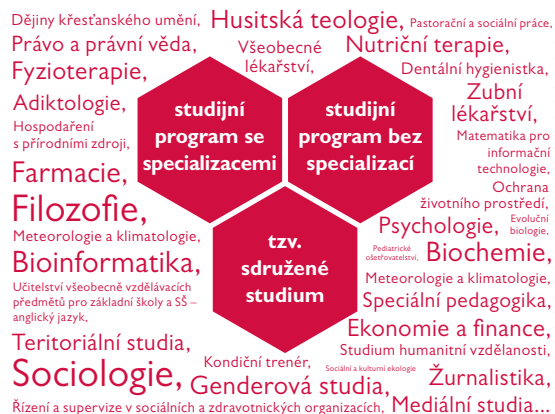 Dějiny křesťanského umění, Husitská teologie, Pastorační a sociální práce,
Právo a právní věda, Všeobecné lékařství, Nutriční terapie,
Fyzioterapie,
Dentální hygienistka,
Adiktologie,
Zubní
lékařství,
Hospodaření
s přírodními zdroji,
Matematika pro
informační
technologie,
studijní
program se
specializacemi
studijní
program bez
specializací
Farmacie,
Ochrana
životního prostředí,
Filozofie,
Psychologie, Evoluční biologie,
Meteorologie a klimatologie,
Pediatrické
ošetřovatelství, Biochemie,
tzv.
sdružené
studium
Bioinformatika,
Meteorologie a klimatologie,
Učitelství všeobecně vzdělávacích
předmětů pro základní školy a SŠ –
anglický jazyk,
Speciální pedagogika,
Ekonomie a finance,
Teritoriální studia,
Studium humanitní vzdělanosti,
Sociologie, Kondiční trenér, Sociální a kulturní ekologie
Genderová studia, Žurnalistika,
Řízení a supervize v sociálních a zdravotnických organizacích, Mediální studia...